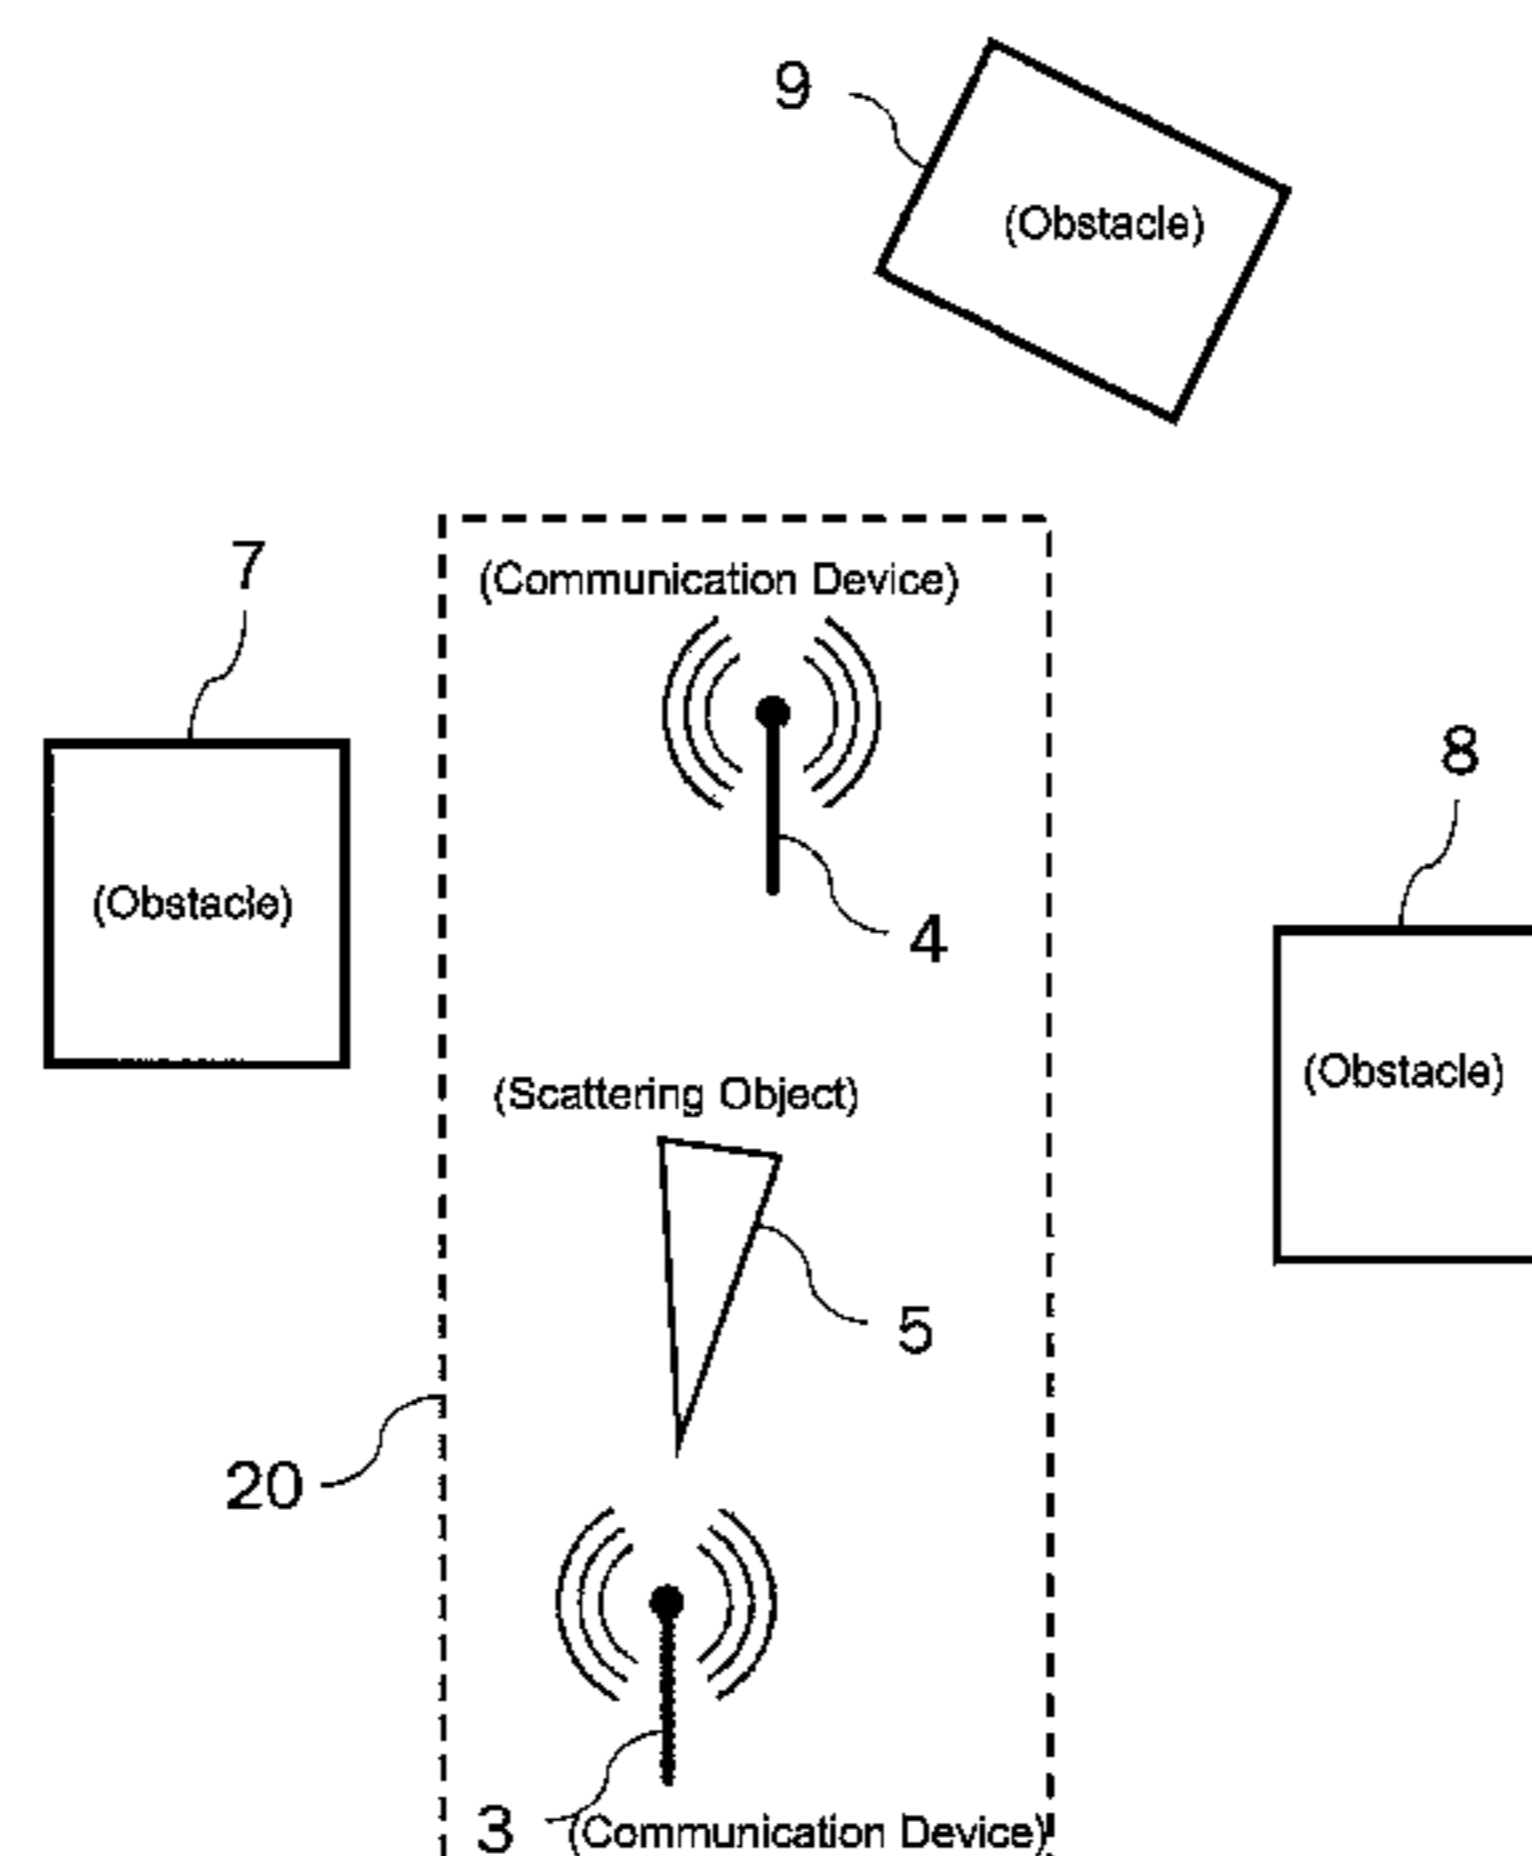 9
(Obstacle)
7
(Communication Device)
8
(Obstacle)
4
(Obstacle)
(Scattering Object)
5
20
3
(Communication Device)